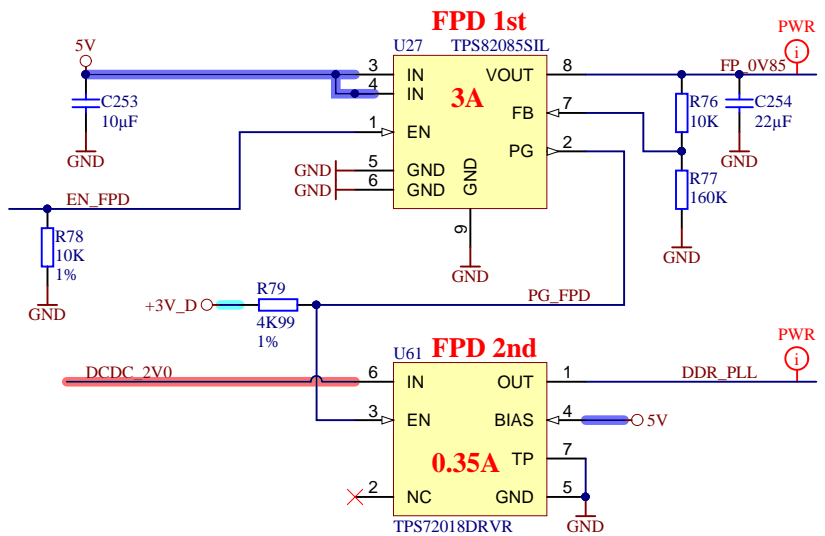 FPD 1st
PWR
5V
U27
TPS82085SIL
i
3
IN
VOUT
8
FP_0V85
4
IN
3A
C253
10µF
R76
10K
C254
22µF
FB
7
1
EN
PG
2
GND
GND
GND
5
GND
GND
6
GND
GND
R77
160K
EN_FPD
9
R78
10K
1%
GND
GND
GND
R79
+3V_D
PG_FPD
4K99
1%
FPD 2nd
PWR
U61
i
DCDC_2V0
6
IN
OUT
1
DDR_PLL
3
EN
BIAS
4
5V
0.35A
TP
7
2
NC
GND
5
TPS72018DRVR
GND